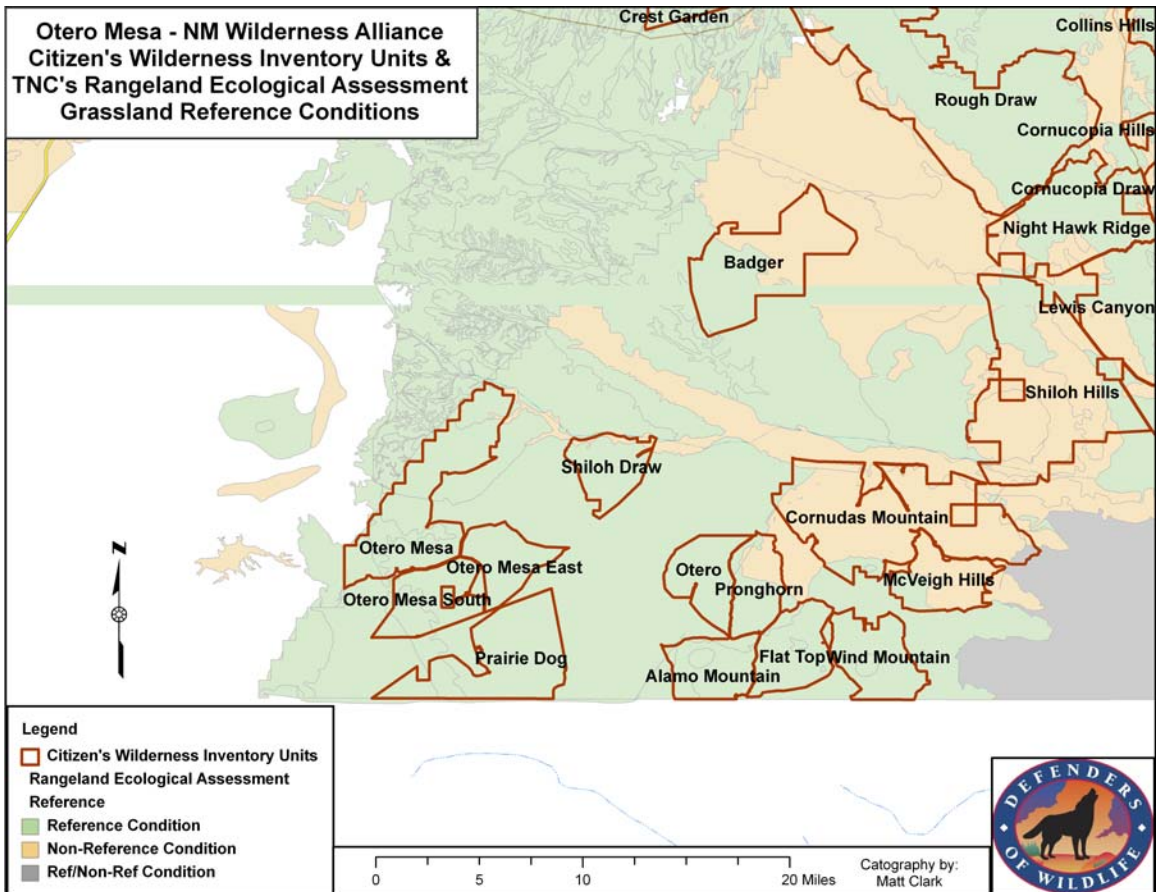 Otero Mesa - NM Wilderness Alliance
Citizen's Wilderness Inventory Units &
TNC's Rangeland Ecological Assessment
Grassland Reference Conditions
Crest Garden
Collins Hills
Rough Draw
Cornucopia Hills
Cornucopia Draw
Night Hawk Ridge
Badger
Lewis Canyon
Shiloh Hills
Shiloh Draw
Cornudas Mountain
Otero Mesa
Otero Mesa East
Otero
Pronghorn
McVeigh Hills
Otero Mesa South
Prairie Dog
Alamo Mountain
Flat Top
Wind Mountain
N
Legend
Citizen's Wilderness Inventory Units
Rangeland Ecological Assessment
Reference
Reference Condition
Non-Reference Condition
Ref/Non-Ref Condition
0 5 10 20 Miles
Catography by:
Matt Clark
DEFENDERS
OF WILDLIFE